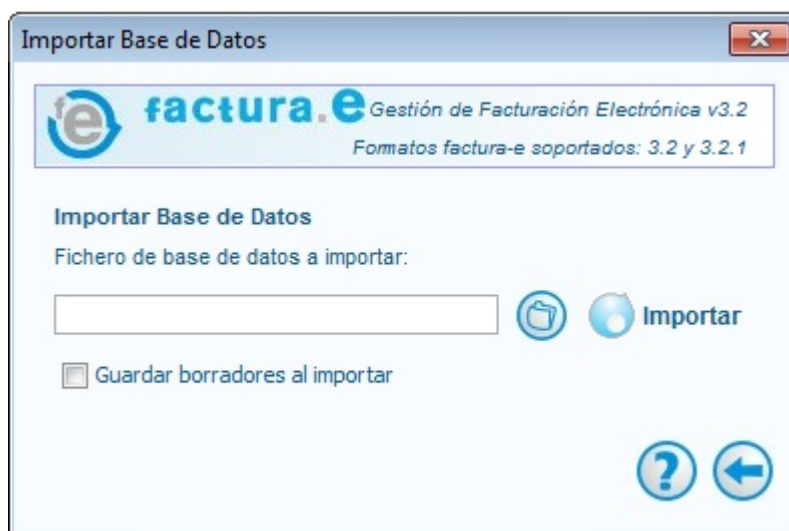 Importar Base de Datos
factura.e Gestión de Facturación Electrónica v3.2
Formatos factura-e soportados: 3.2 y 3.2.1
Importar Base de Datos
Fichero de base de datos a importar:
Importar
Guardar borradores al importar